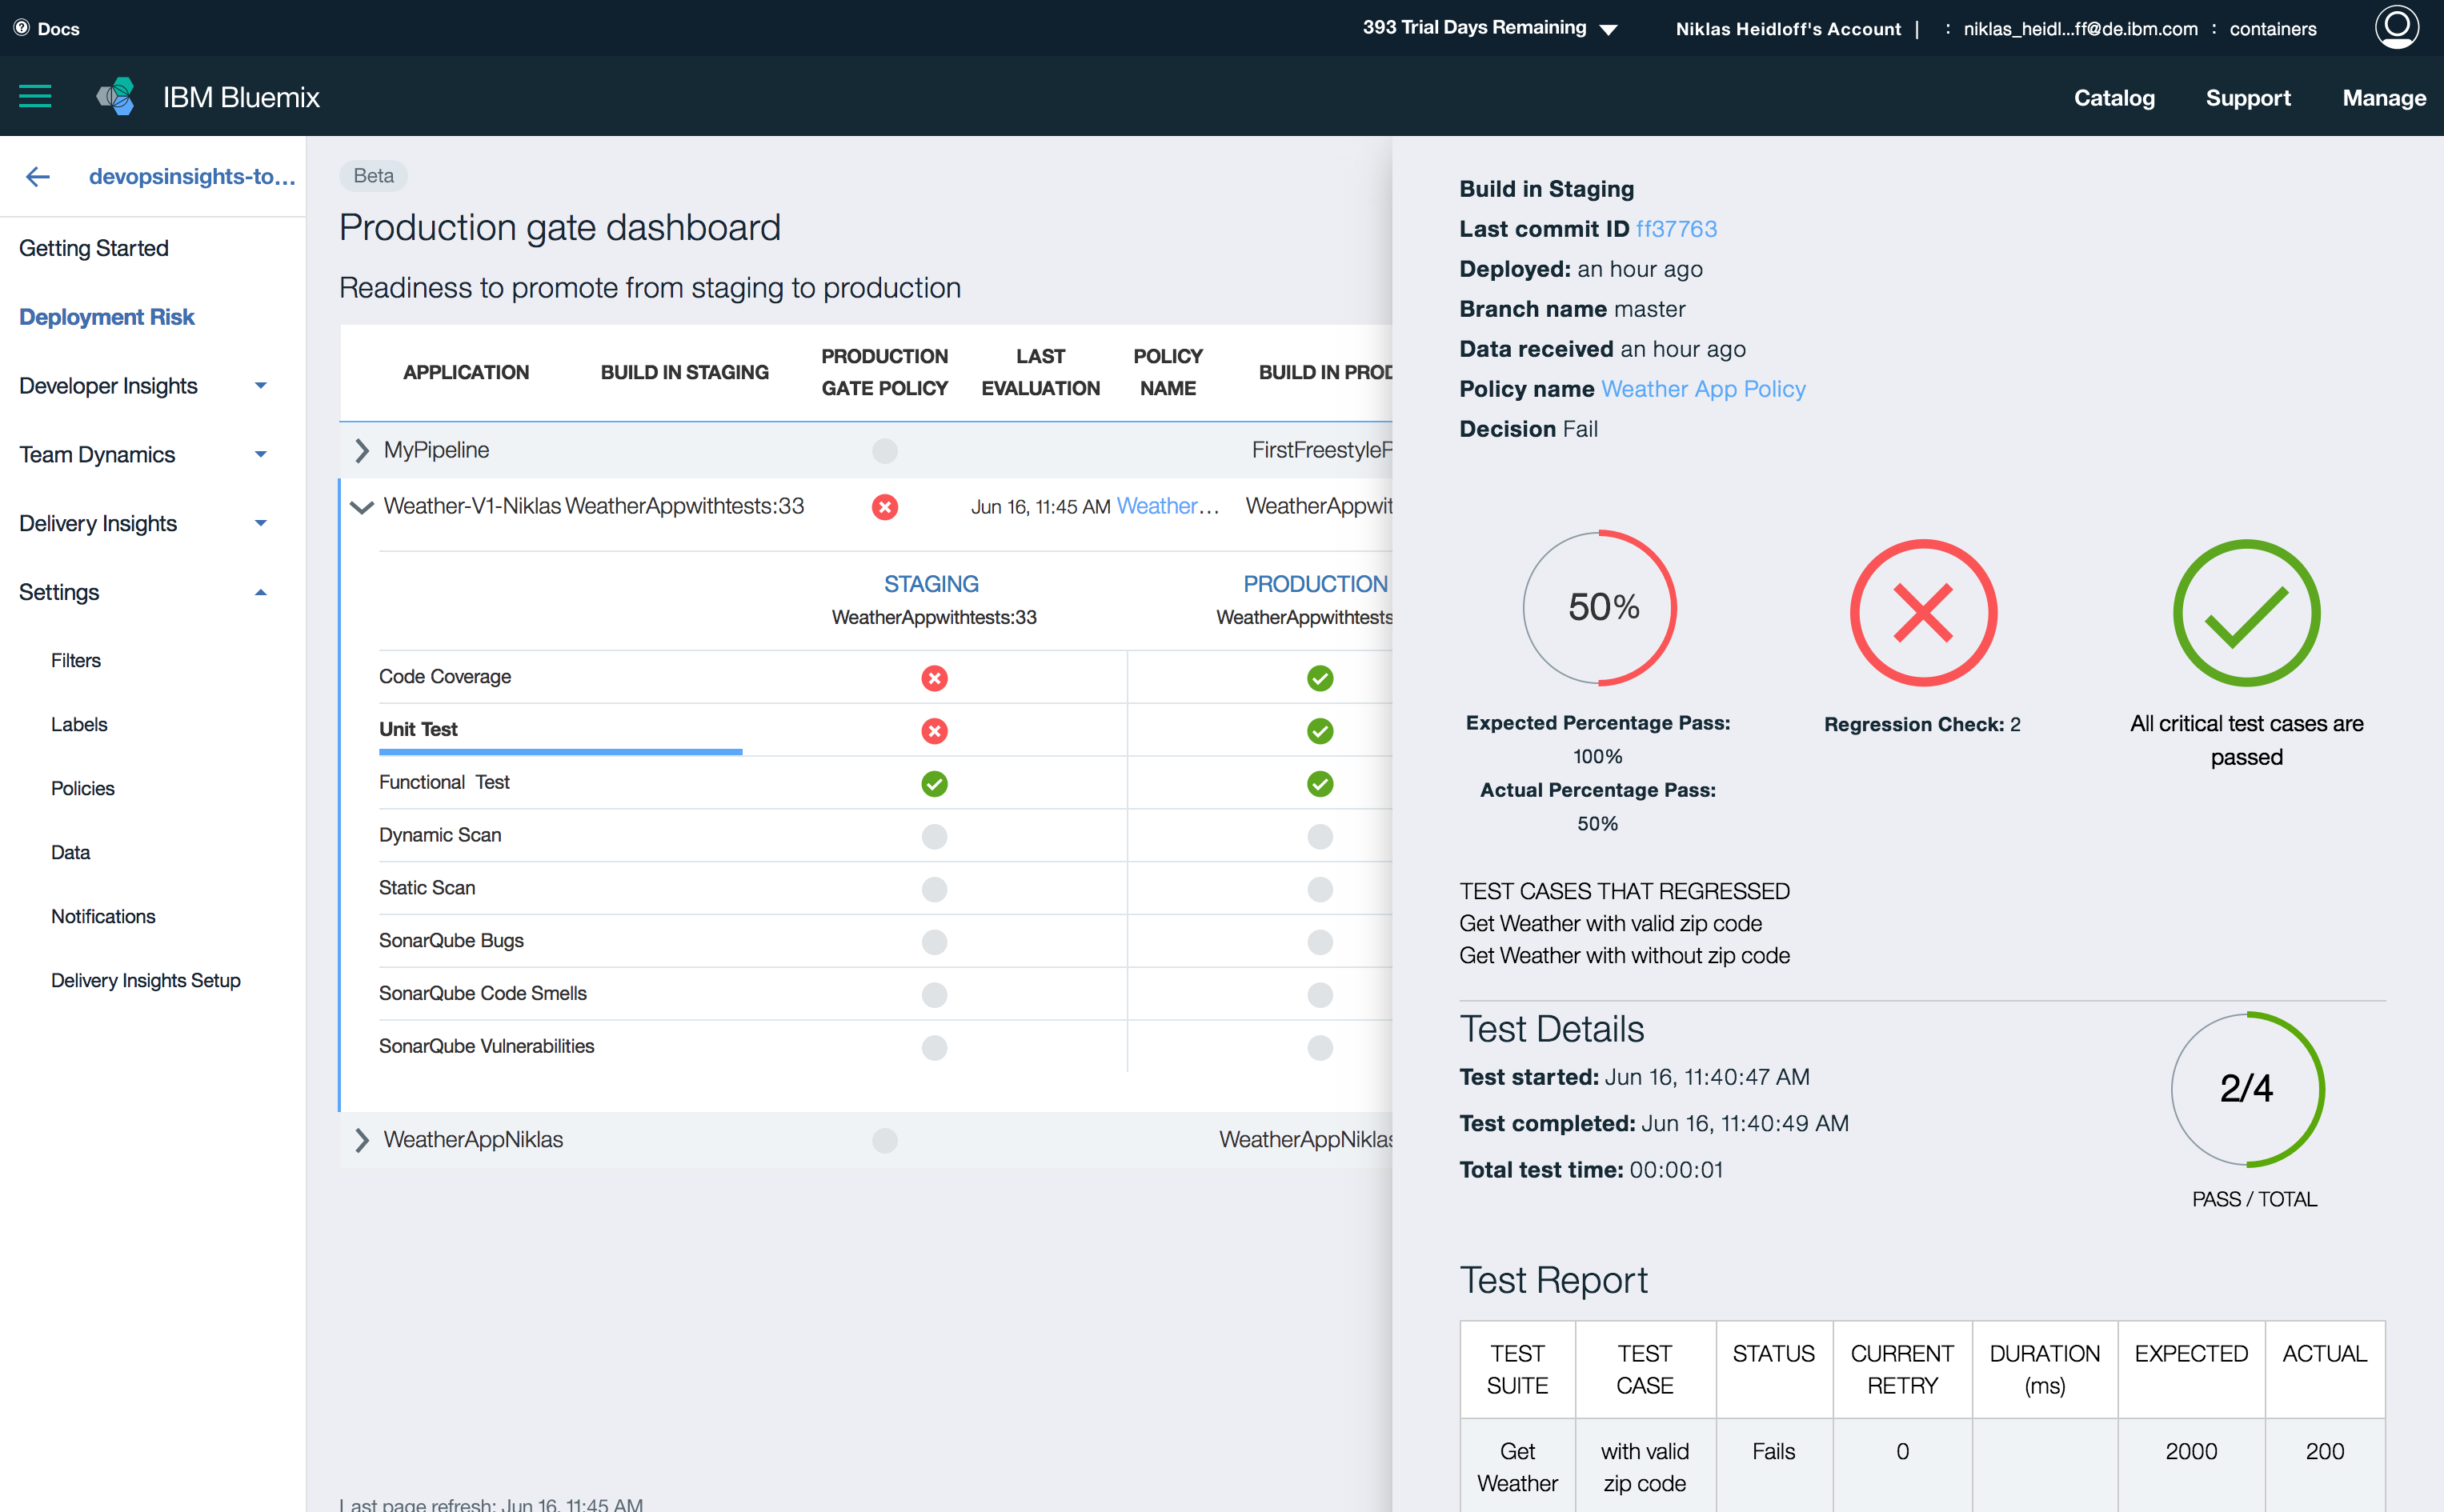 Docs
393 Trial Days Remaining
Niklas Heidloff's Account | : niklas_heidl...ff@de.ibm.com : containers
IBM Bluemix
Catalog Support Manage
devopsinsights-to...
Getting Started
Deployment Risk
Developer Insights
Team Dynamics
Delivery Insights
Settings
Filters
Labels
Policies
Data
Notifications
Delivery Insights Setup
Beta
Production gate dashboard
Readiness to promote from staging to production
APPLICATION BUILD IN STAGING PRODUCTION GATE POLICY LAST EVALUATION POLICY NAME BUILD IN PROD
MyPipeline FirstFreestyleP
Weather-V1-Niklas WeatherAppwithtests:33 Jun 16, 11:45 AM Weather... WeatherAppwit
STAGING PRODUCTION
WeatherAppwithtests:33 WeatherAppwithtests
Code Coverage
Unit Test
Functional Test
Dynamic Scan
Static Scan
SonarQube Bugs
SonarQube Code Smells
SonarQube Vulnerabilities
WeatherAppNiklas WeatherAppNiklas
Last page refresh: Jun 16, 11:45 AM
Build in Staging
Last commit ID ff37763
Deployed: an hour ago
Branch name master
Data received an hour ago
Policy name Weather App Policy
Decision Fail
50%
Expected Percentage Pass:
100%
Actual Percentage Pass:
50%
Regression Check: 2
All critical test cases are
passed
TEST CASES THAT REGRESSED
Get Weather with valid zip code
Get Weather with without zip code
Test Details
Test started: Jun 16, 11:40:47 AM
Test completed: Jun 16, 11:40:49 AM
Total test time: 00:00:01
2/4
PASS / TOTAL
Test Report
TEST SUITE TEST CASE STATUS CURRENT RETRY DURATION (ms) EXPECTED ACTUAL
Get Weather with valid zip code Fails 0 2000 200